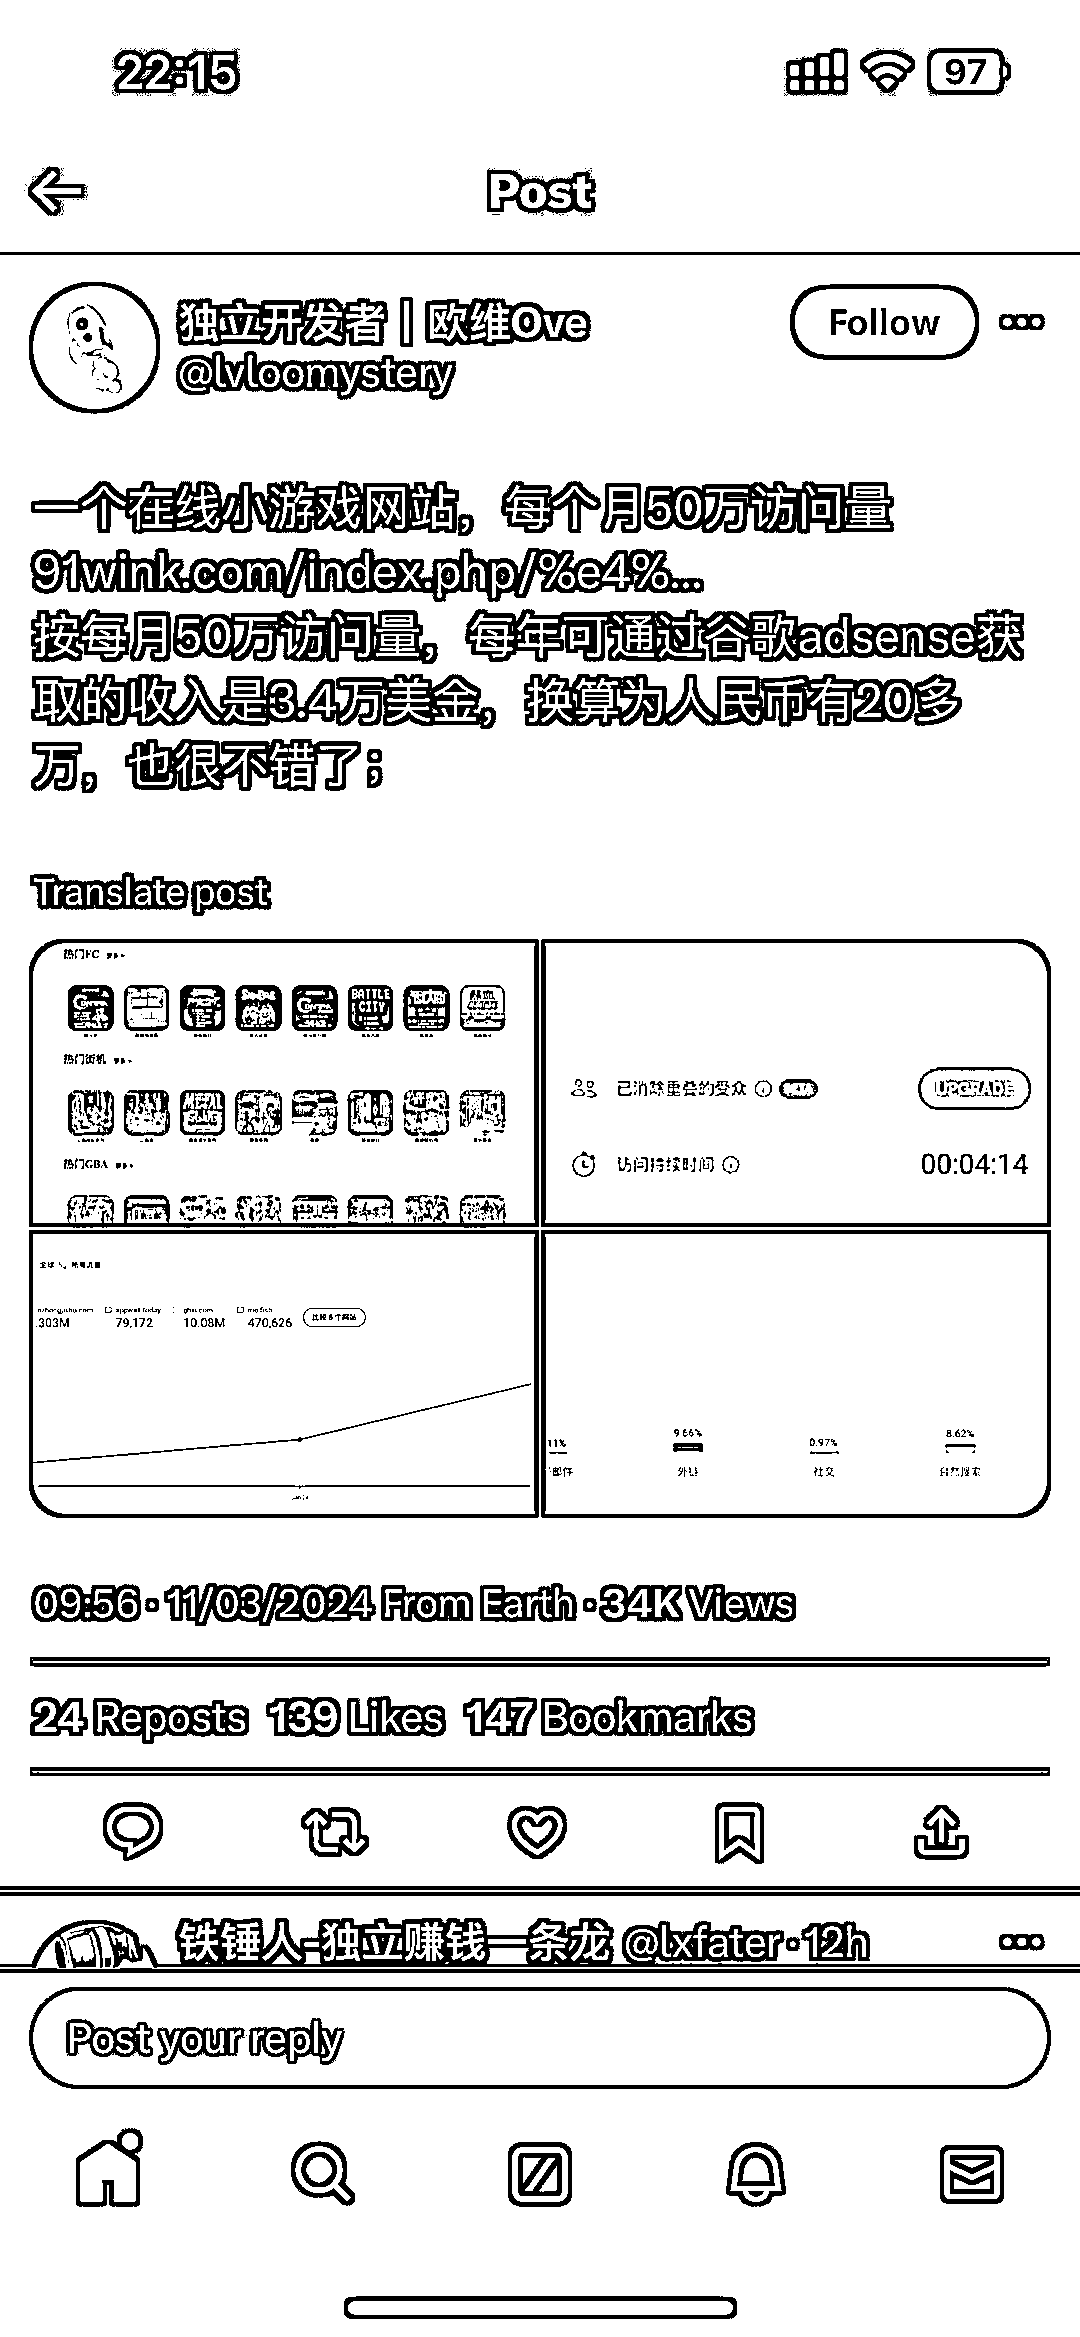 22:15
97
Post
独立开发者｜欧维Ove
Follow
@lvloomystery
一个在线小游戏网站，每个月50万访问量
91wink.com/index.php/%e4%...
按每月50万访问量，每年可通过谷歌adsense获
取的收入是3.4万美金，换算为人民币有20多
万，也很不错了；
Translate post
热门FC
BATTLE CITY
热门街机
METAL SLUG
热门GBA
已消除重叠的受众
BETA
UPGRADE
访问持续时间
00:04:14
303M
79,172
10.08M
470,626
11%
9.66%
0.97%
8.62%
邮件
外链
社交
自然搜索
09:56 · 11/03/2024 From Earth · 34K Views
24 Reposts 139 Likes 147 Bookmarks
铁锤人-独立赚钱一条龙 @lxfater · 12h
Post your reply